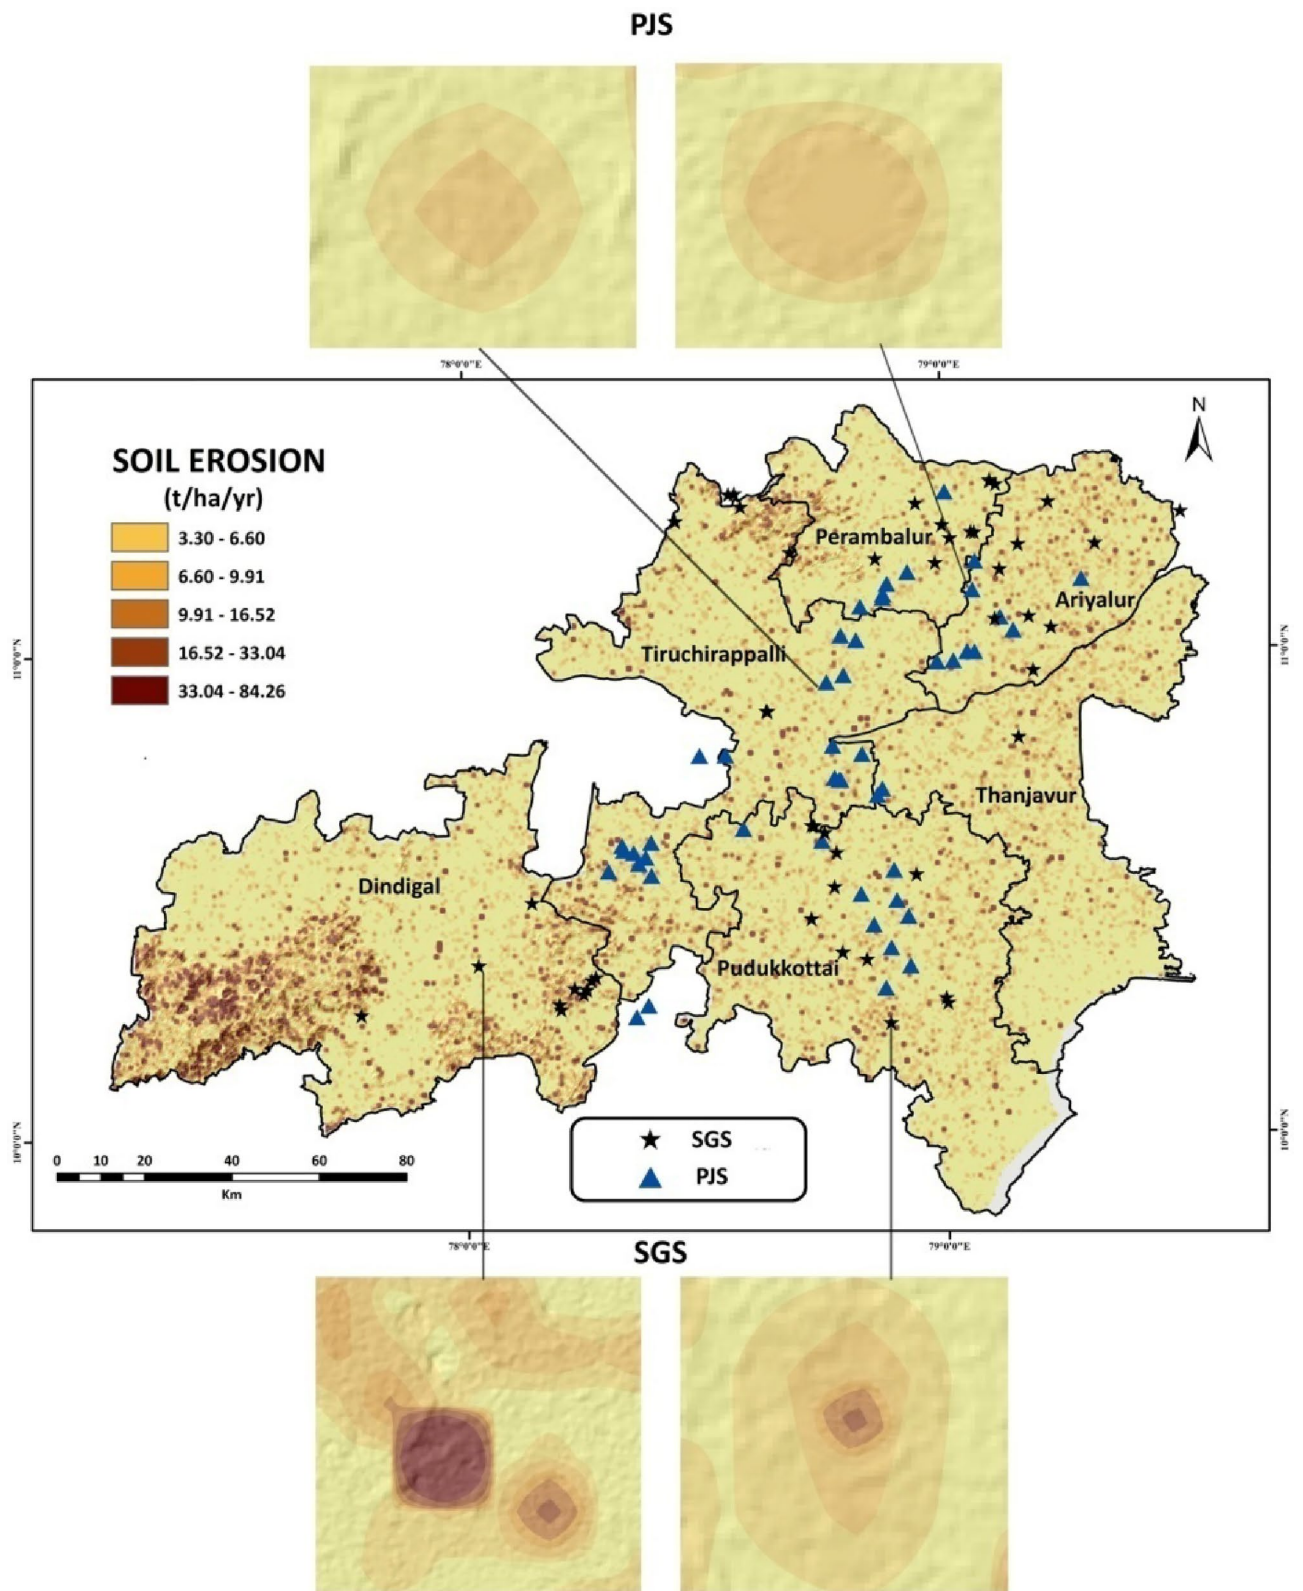 PJS
78°0'0"E
79°0'0"E
N
SOIL EROSION
(t/ha/yr)
3.30 - 6.60
6.60 - 9.91
9.91 - 16.52
16.52 - 33.04
33.04 - 84.26
Perambalur
Ariyalur
Tiruchirappalli
11°0'0"N
11°0'0"N
Thanjavur
Dindigal
Pudukkottai
SGS
PJS
10°0'0"N
10°0'0"N
0 10 20 40 60 80
Km
78°0'0"E
79°0'0"E
SGS